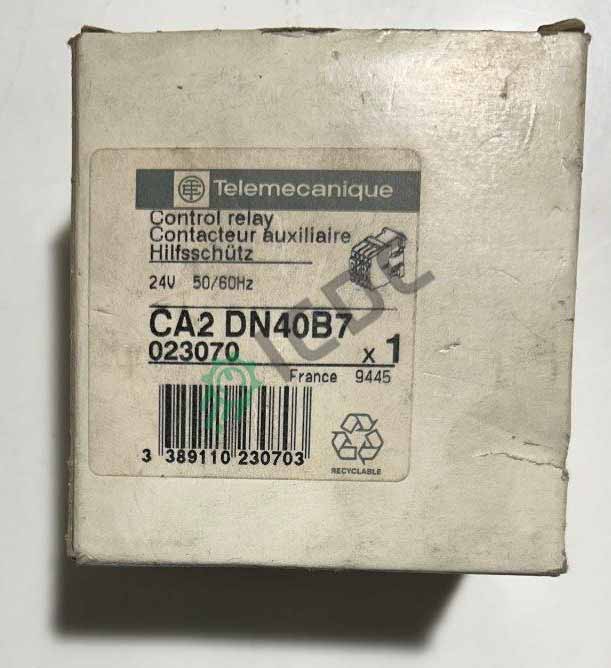 Telemecanique
Control relay
Contacteur auxiliaire
Hilfsschütz
24V 50/60Hz
CA2 DN40B7
023070 x 1
France 9445
3 389110 230703
RECYCLABLE
ICDC